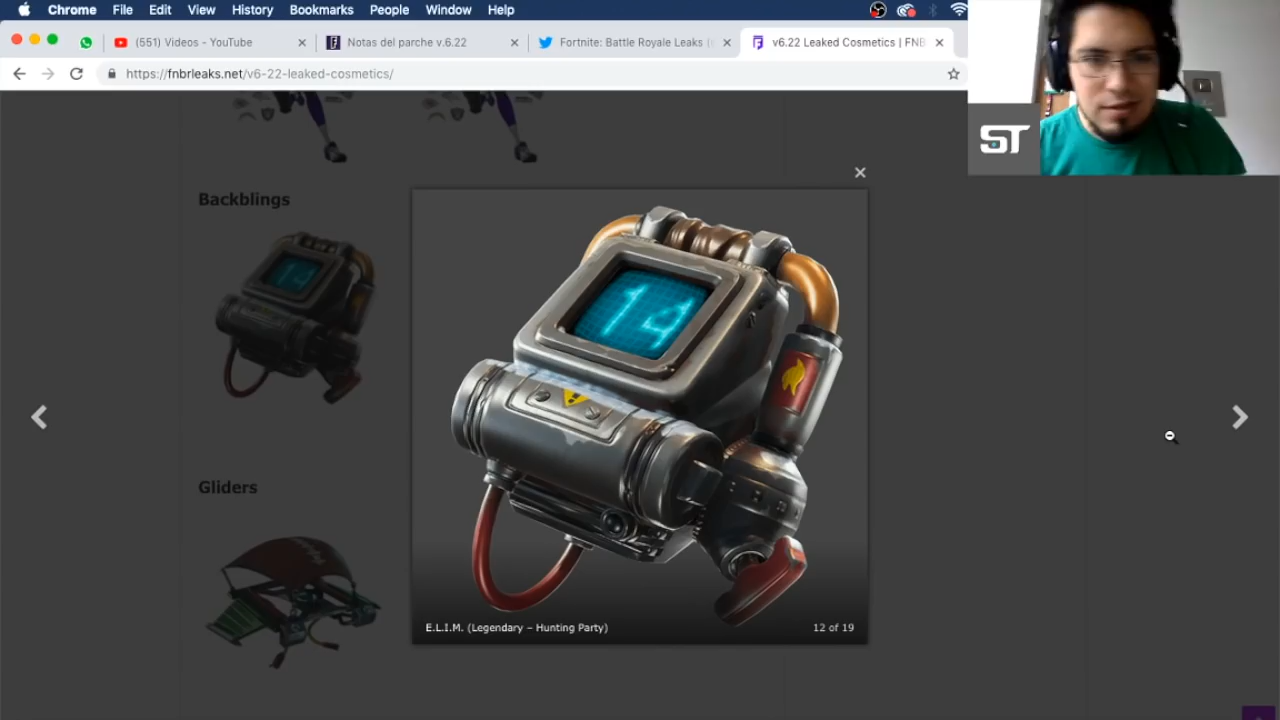 Chrome File Edit View History Bookmarks People Window Help
(551) Videos - YouTube
Notas del parche v.6.22
Fortnite: Battle Royale Leaks (
v6.22 Leaked Cosmetics | FNB
https://fnbrleaks.net/v6-22-leaked-cosmetics/
ST
Backblings
14
14
Gliders
E.L.I.M. (Legendary – Hunting Party)
12 of 19